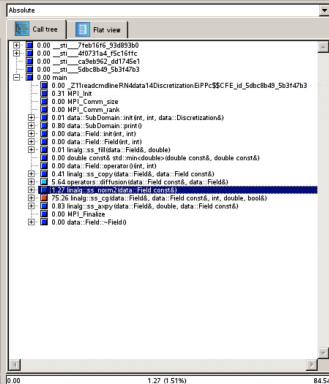 Absolute
Call tree
Flat view
0.00 __sti___7feb16f6_93d893b0
0.00 __sti___4f0731a4_f5c16ffc
0.00 __sti___ca9eb962_dd1745e1
0.00 __sti___5dbc8b49_5b3f47b3
0.00 main
0.00 _Z11readcmdlineRN4data14DiscretizationEiPPc$$CFE_id_5dbc8b49_5b3f47b3
0.31 MPI_Init
0.00 MPI_Comm_size
0.00 MPI_Comm_rank
0.01 data::SubDomain::init(int, int, data::Discretization&)
0.80 data::SubDomain::print()
0.00 data::Field::init(int, int)
0.00 data::Field::Field(int, int)
0.01 linalg::ss_fill(data::Field&, double)
0.00 double const& std::min<double>(double const&, double const&)
0.00 data::Field::operator()(int, int)
0.41 linalg::ss_copy(data::Field&, data::Field const&)
5.64 operators::diffusion(data::Field const&, data::Field&)
1.27 linalg::ss_norm2(data::Field const&)
75.26 linalg::ss_cg(data::Field&, data::Field const&, int, double, bool&)
0.83 linalg::ss_axpy(data::Field&, double, data::Field const&)
0.00 MPI_Finalize
0.00 data::Field::~Field()
0.00 1.27 (1.51%) 84.54